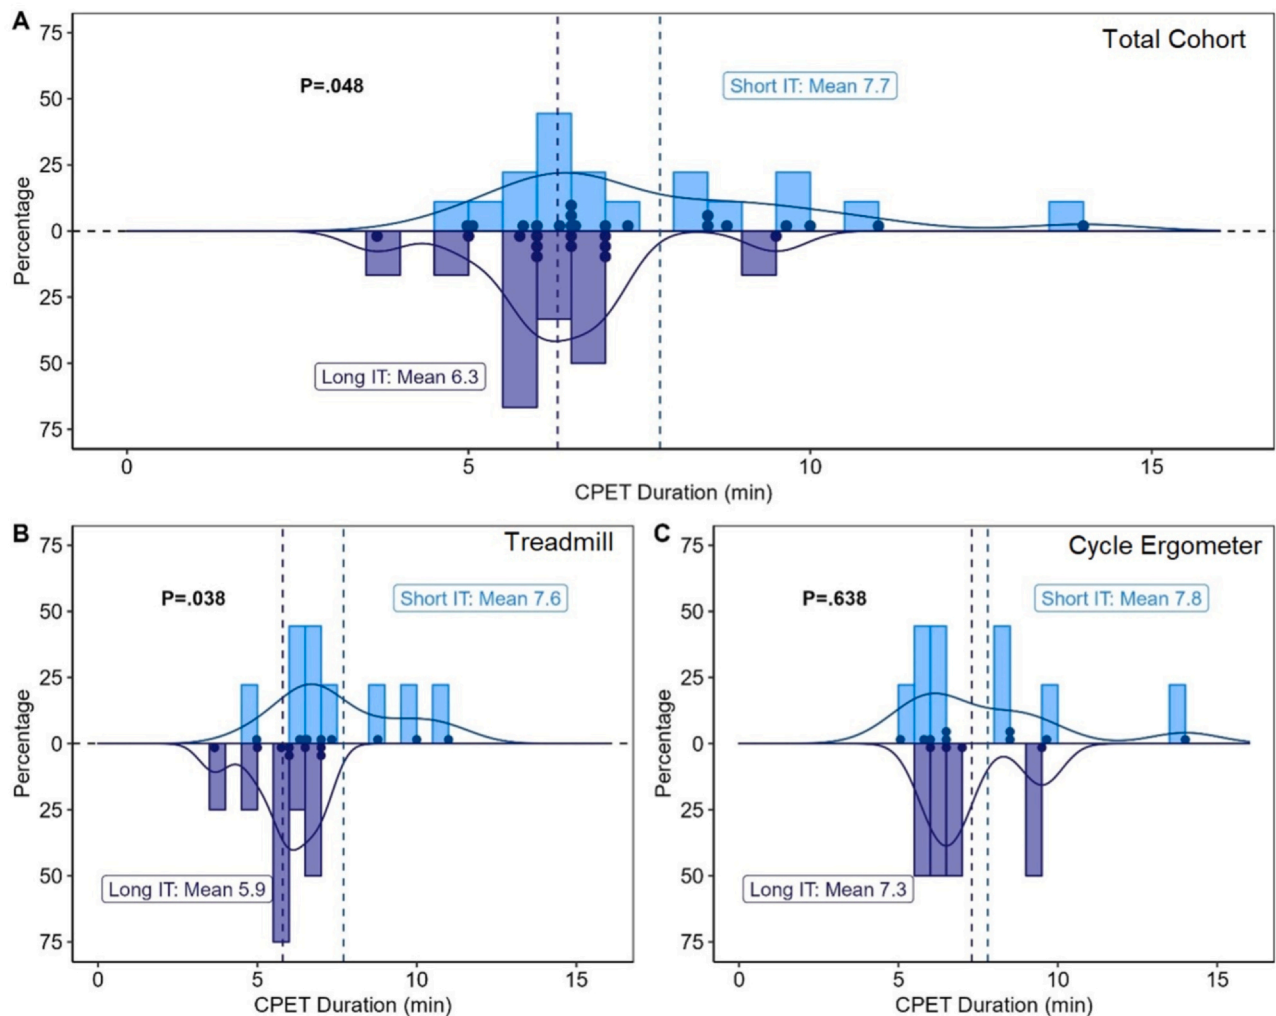 A
Total Cohort
75
P=.048
Short IT: Mean 7.7
50
25
0
25
50
75
Percentage
Long IT: Mean 6.3
0 5 10 15
CPET Duration (min)
B
Treadmill
75
P=.038
Short IT: Mean 7.6
50
25
0
25
50
75
Percentage
Long IT: Mean 5.9
0 5 10 15
CPET Duration (min)
C
Cycle Ergometer
75
P=.638
Short IT: Mean 7.8
50
25
0
25
50
75
Percentage
Long IT: Mean 7.3
0 5 10 15
CPET Duration (min)